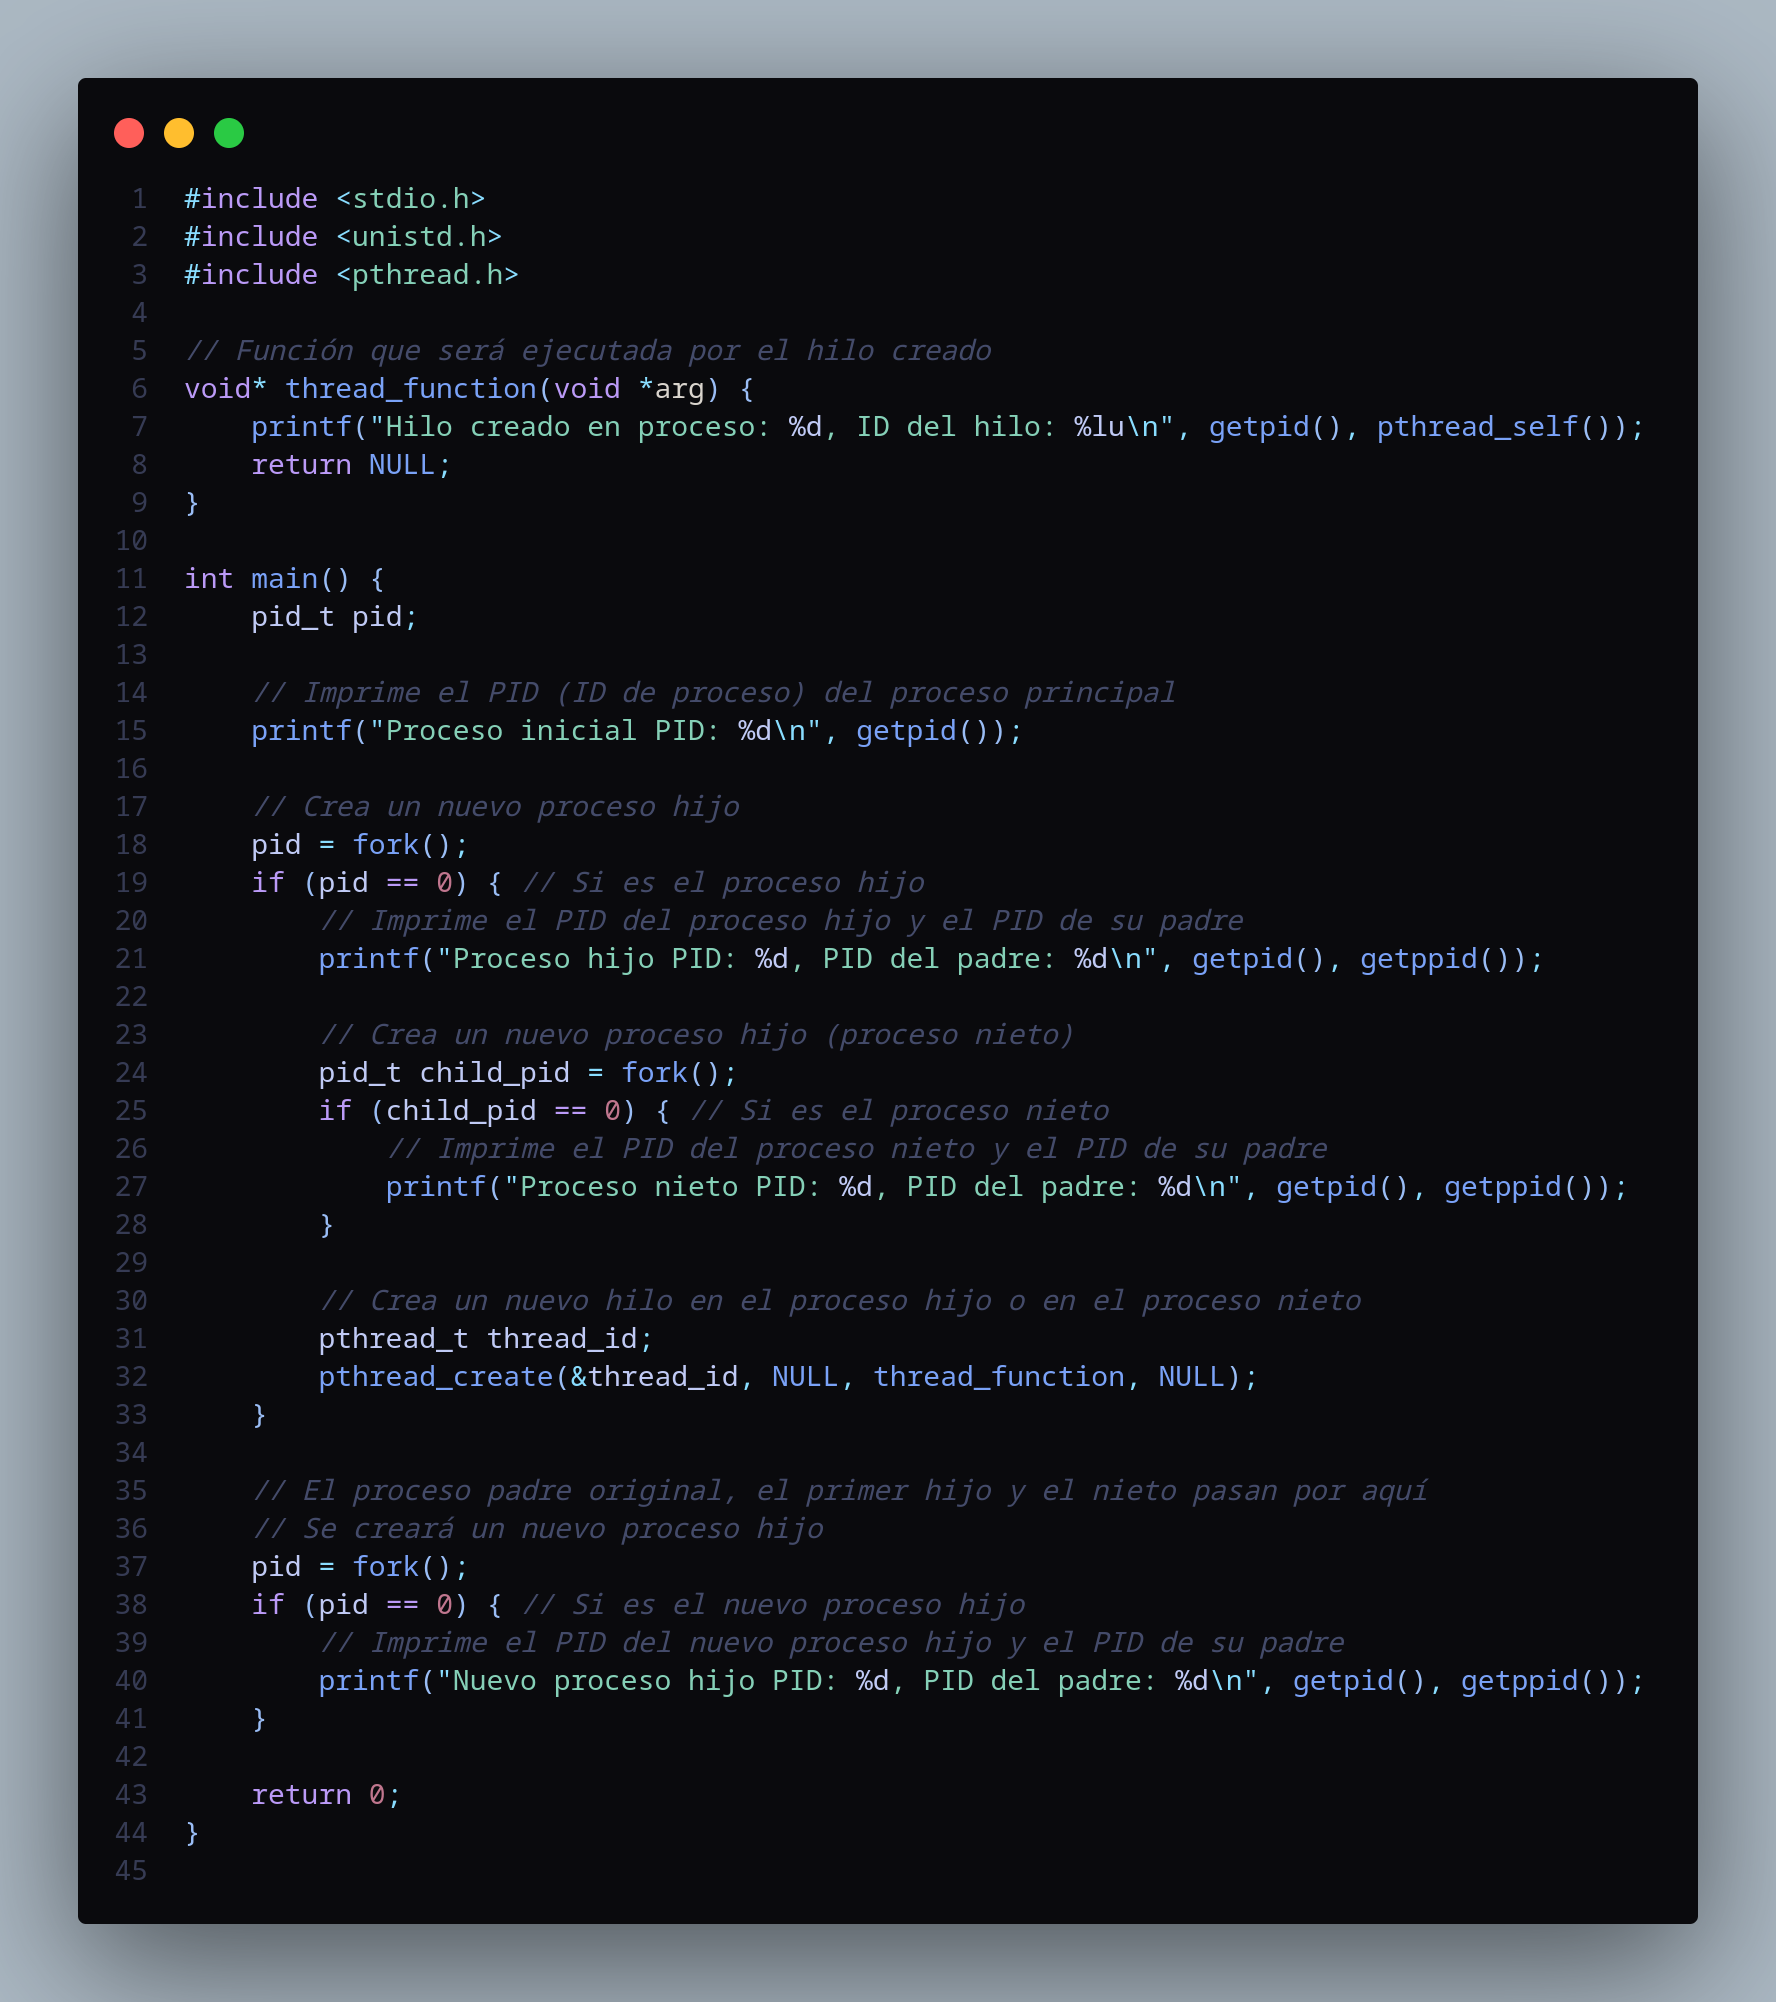 1 #include <stdio.h>
2 #include <unistd.h>
3 #include <pthread.h>
4
5 // Función que será ejecutada por el hilo creado
6 void* thread_function(void *arg) {
7     printf("Hilo creado en proceso: %d, ID del hilo: %lu\n", getpid(), pthread_self());
8     return NULL;
9 }
10
11 int main() {
12     pid_t pid;
13
14     // Imprime el PID (ID de proceso) del proceso principal
15     printf("Proceso inicial PID: %d\n", getpid());
16
17     // Crea un nuevo proceso hijo
18     pid = fork();
19     if (pid == 0) { // Si es el proceso hijo
20         // Imprime el PID del proceso hijo y el PID de su padre
21         printf("Proceso hijo PID: %d, PID del padre: %d\n", getpid(), getppid());
22
23         // Crea un nuevo proceso hijo (proceso nieto)
24         pid_t child_pid = fork();
25         if (child_pid == 0) { // Si es el proceso nieto
26             // Imprime el PID del proceso nieto y el PID de su padre
27             printf("Proceso nieto PID: %d, PID del padre: %d\n", getpid(), getppid());
28         }
29
30         // Crea un nuevo hilo en el proceso hijo o en el proceso nieto
31         pthread_t thread_id;
32         pthread_create(&thread_id, NULL, thread_function, NULL);
33     }
34
35     // El proceso padre original, el primer hijo y el nieto pasan por aquí
36     // Se creará un nuevo proceso hijo
37     pid = fork();
38     if (pid == 0) { // Si es el nuevo proceso hijo
39         // Imprime el PID del nuevo proceso hijo y el PID de su padre
40         printf("Nuevo proceso hijo PID: %d, PID del padre: %d\n", getpid(), getppid());
41     }
42
43     return 0;
44 }
45